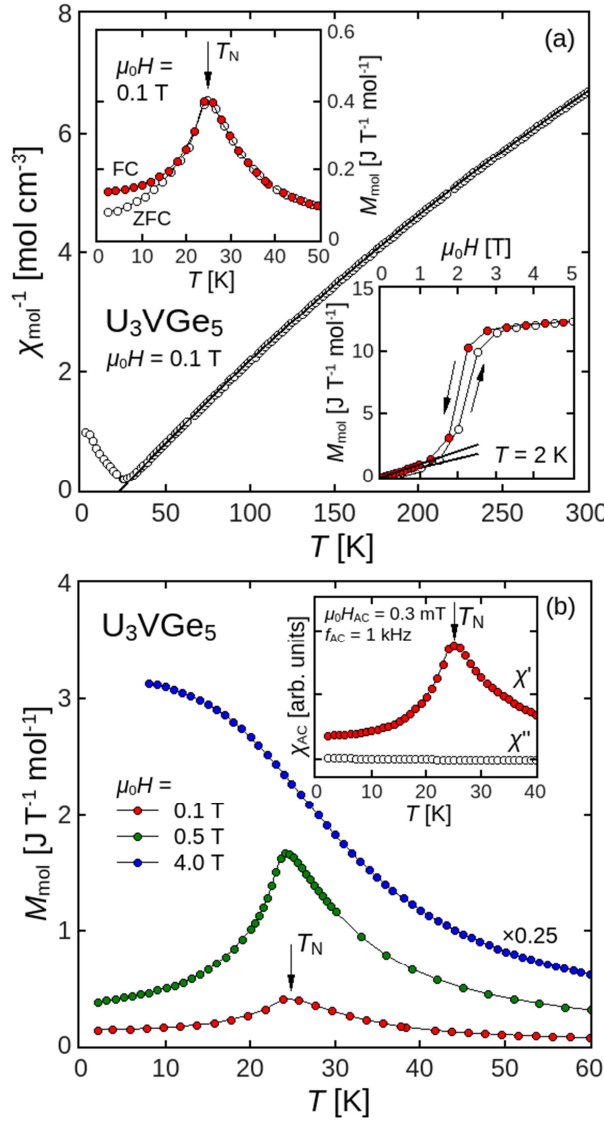 8
6
4
2
0
χmol⁻¹ [mol cm⁻³]
0 50 100 150 200 250 300
T [K]
(a)
U₃VGe₅
μ₀H = 0.1 T
μ₀H =
0.1 T
TN
FC
ZFC
0.6
0.4
0.2
0
Mmol [J T⁻¹ mol⁻¹]
0 10 20 30 40 50
T [K]
μ₀H [T]
0 1 2 3 4 5
15
10
5
0
Mmol [J T⁻¹ mol⁻¹]
T = 2 K
4
3
2
1
0
Mmol [J T⁻¹ mol⁻¹]
0 10 20 30 40 50 60
T [K]
(b)
U₃VGe₅
μ₀H =
0.1 T
0.5 T
4.0 T
TN
×0.25
μ₀HAC = 0.3 mT
fAC = 1 kHz
TN
χ'
χ''
χAC [arb. units]
0 10 20 30 40
T [K]